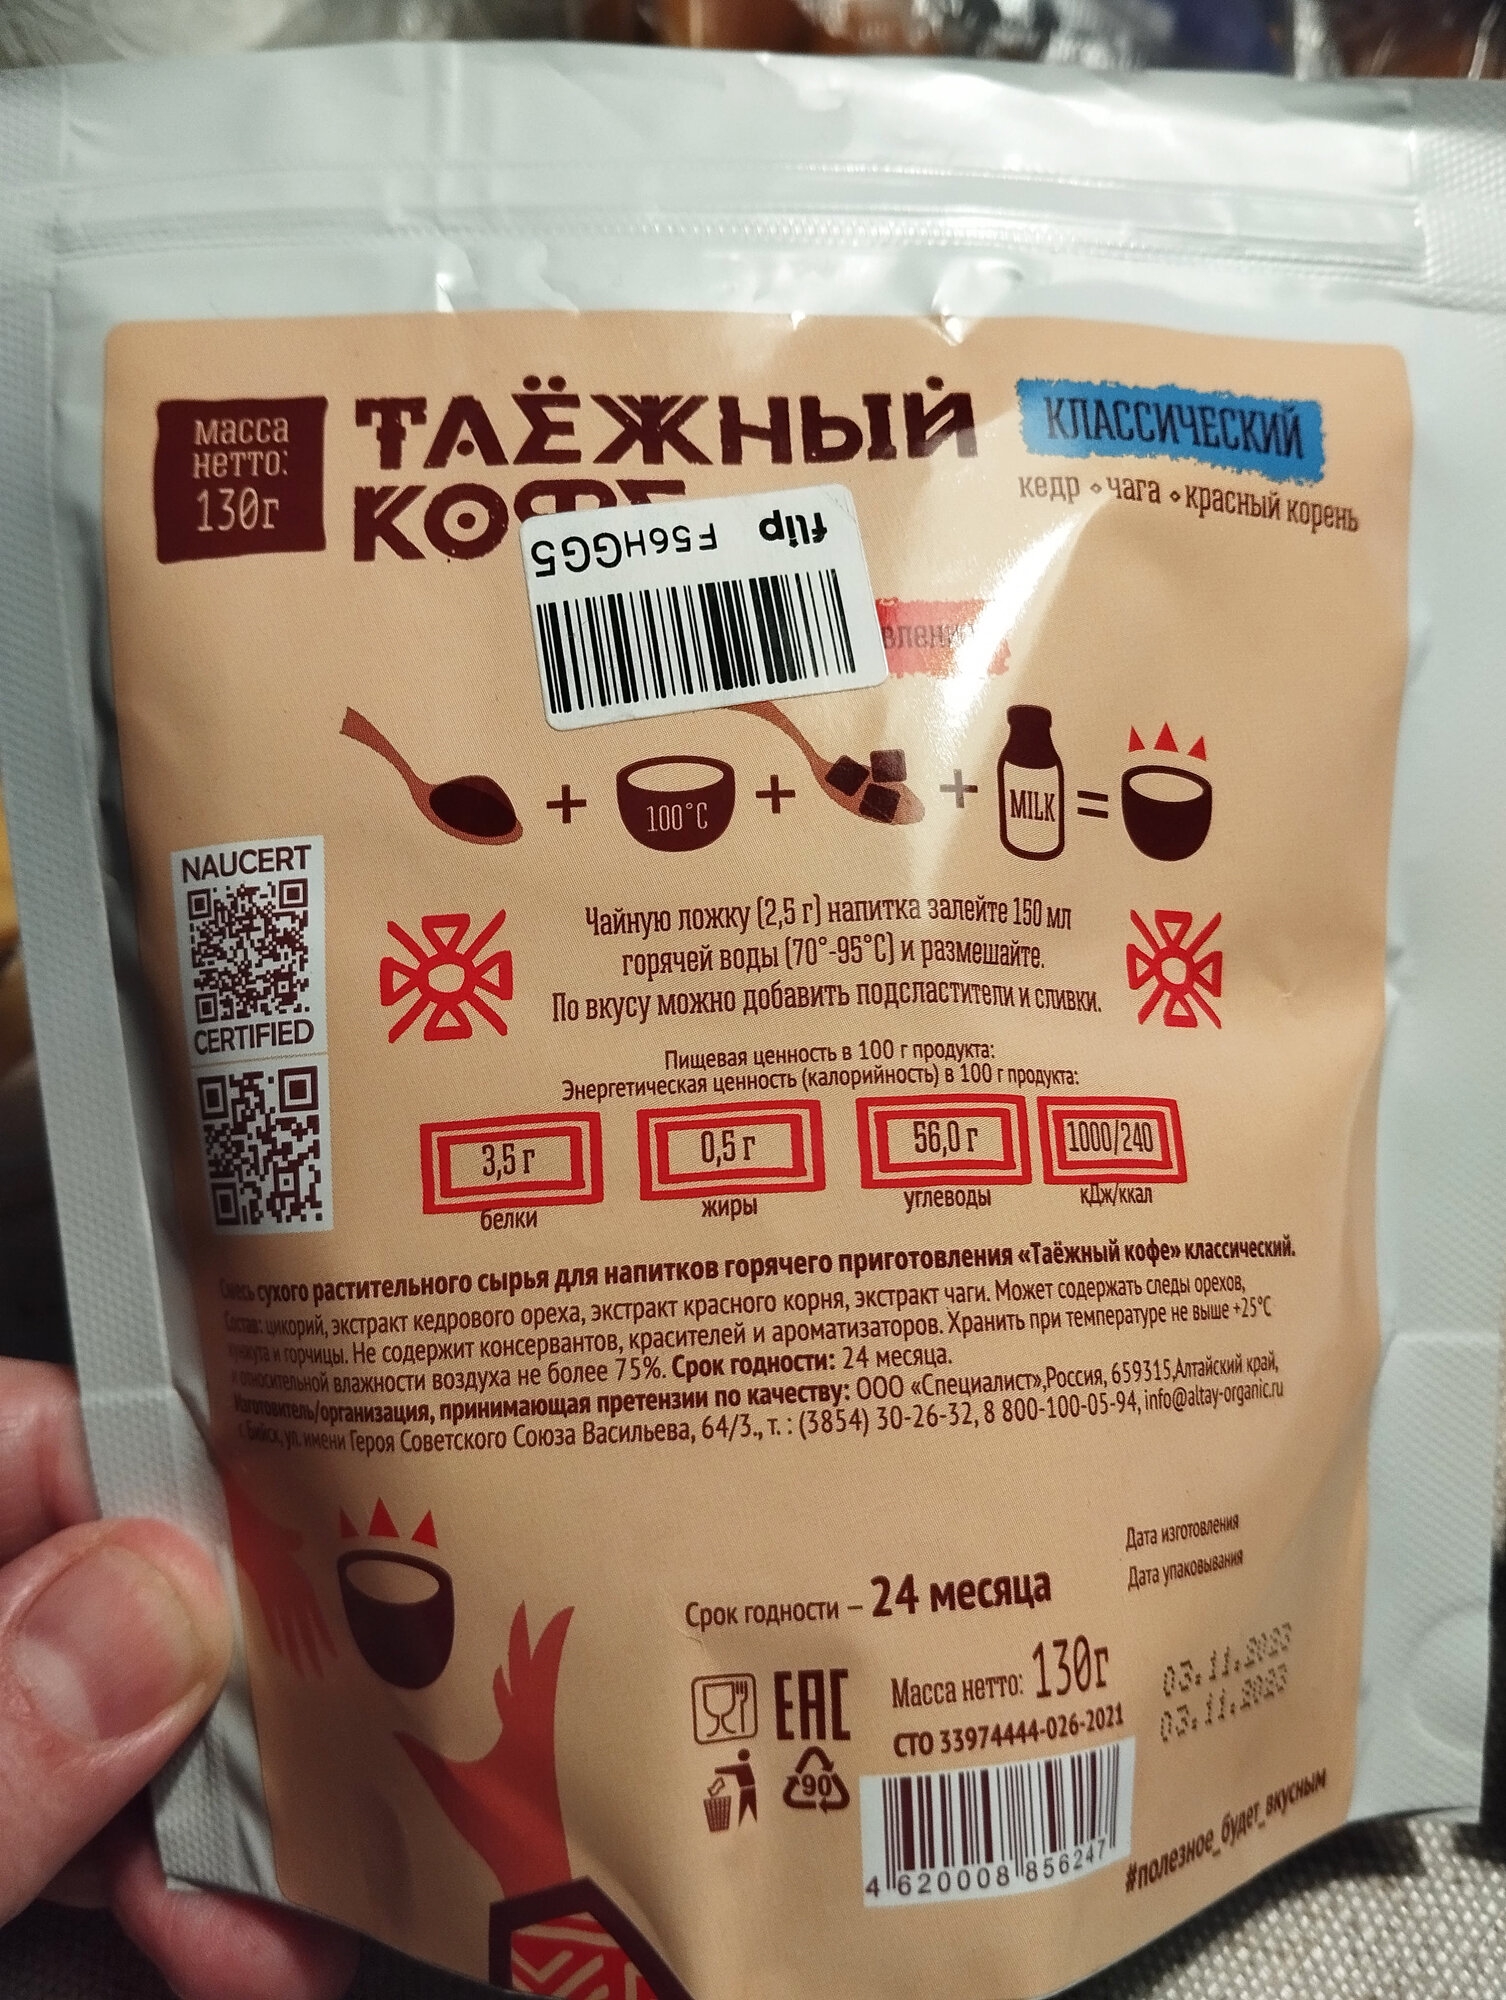 масса
нетто:
130г
ТАЁЖНЫЙ
КОФЕ
КЛАССИЧЕСКИЙ
кедр • чага • красный корень
flip F56HGG5
100°C
MILK
NAUCERT
CERTIFIED
Чайную ложку (2,5 г) напитка залейте 150 мл
горячей воды (70°-95°C) и размешайте.
По вкусу можно добавить подсластители и сливки.
Пищевая ценность в 100 г продукта:
Энергетическая ценность (калорийность) в 100 г продукта:
3,5 г 0,5 г 56,0 г 1000/240
белки жиры углеводы кДж/ккал
Смесь сухого растительного сырья для напитков горячего приготовления «Таёжный кофе» классический.
Состав: цикорий, экстракт кедрового ореха, экстракт красного корня, экстракт чаги. Может содержать следы орехов,
кунжута и горчицы. Не содержит консервантов, красителей и ароматизаторов. Хранить при температуре не выше +25°C
и относительной влажности воздуха не более 75%. Срок годности: 24 месяца.
Изготовитель/организация, принимающая претензии по качеству: ООО «Специалист»,Россия, 659315,Алтайский край,
г. Бийск, ул. имени Героя Советского Союза Васильева, 64/3., т. : (3854) 30-26-32, 8 800-100-05-94, info@altay-organic.ru
Дата изготовления
Дата упаковывания
Срок годности – 24 месяца
03.11.2023
03.11.2023
EAC
Масса нетто: 130г
СТО 33974444-026-2021
90
4 620008 856247
#полезное_будет_вкусным